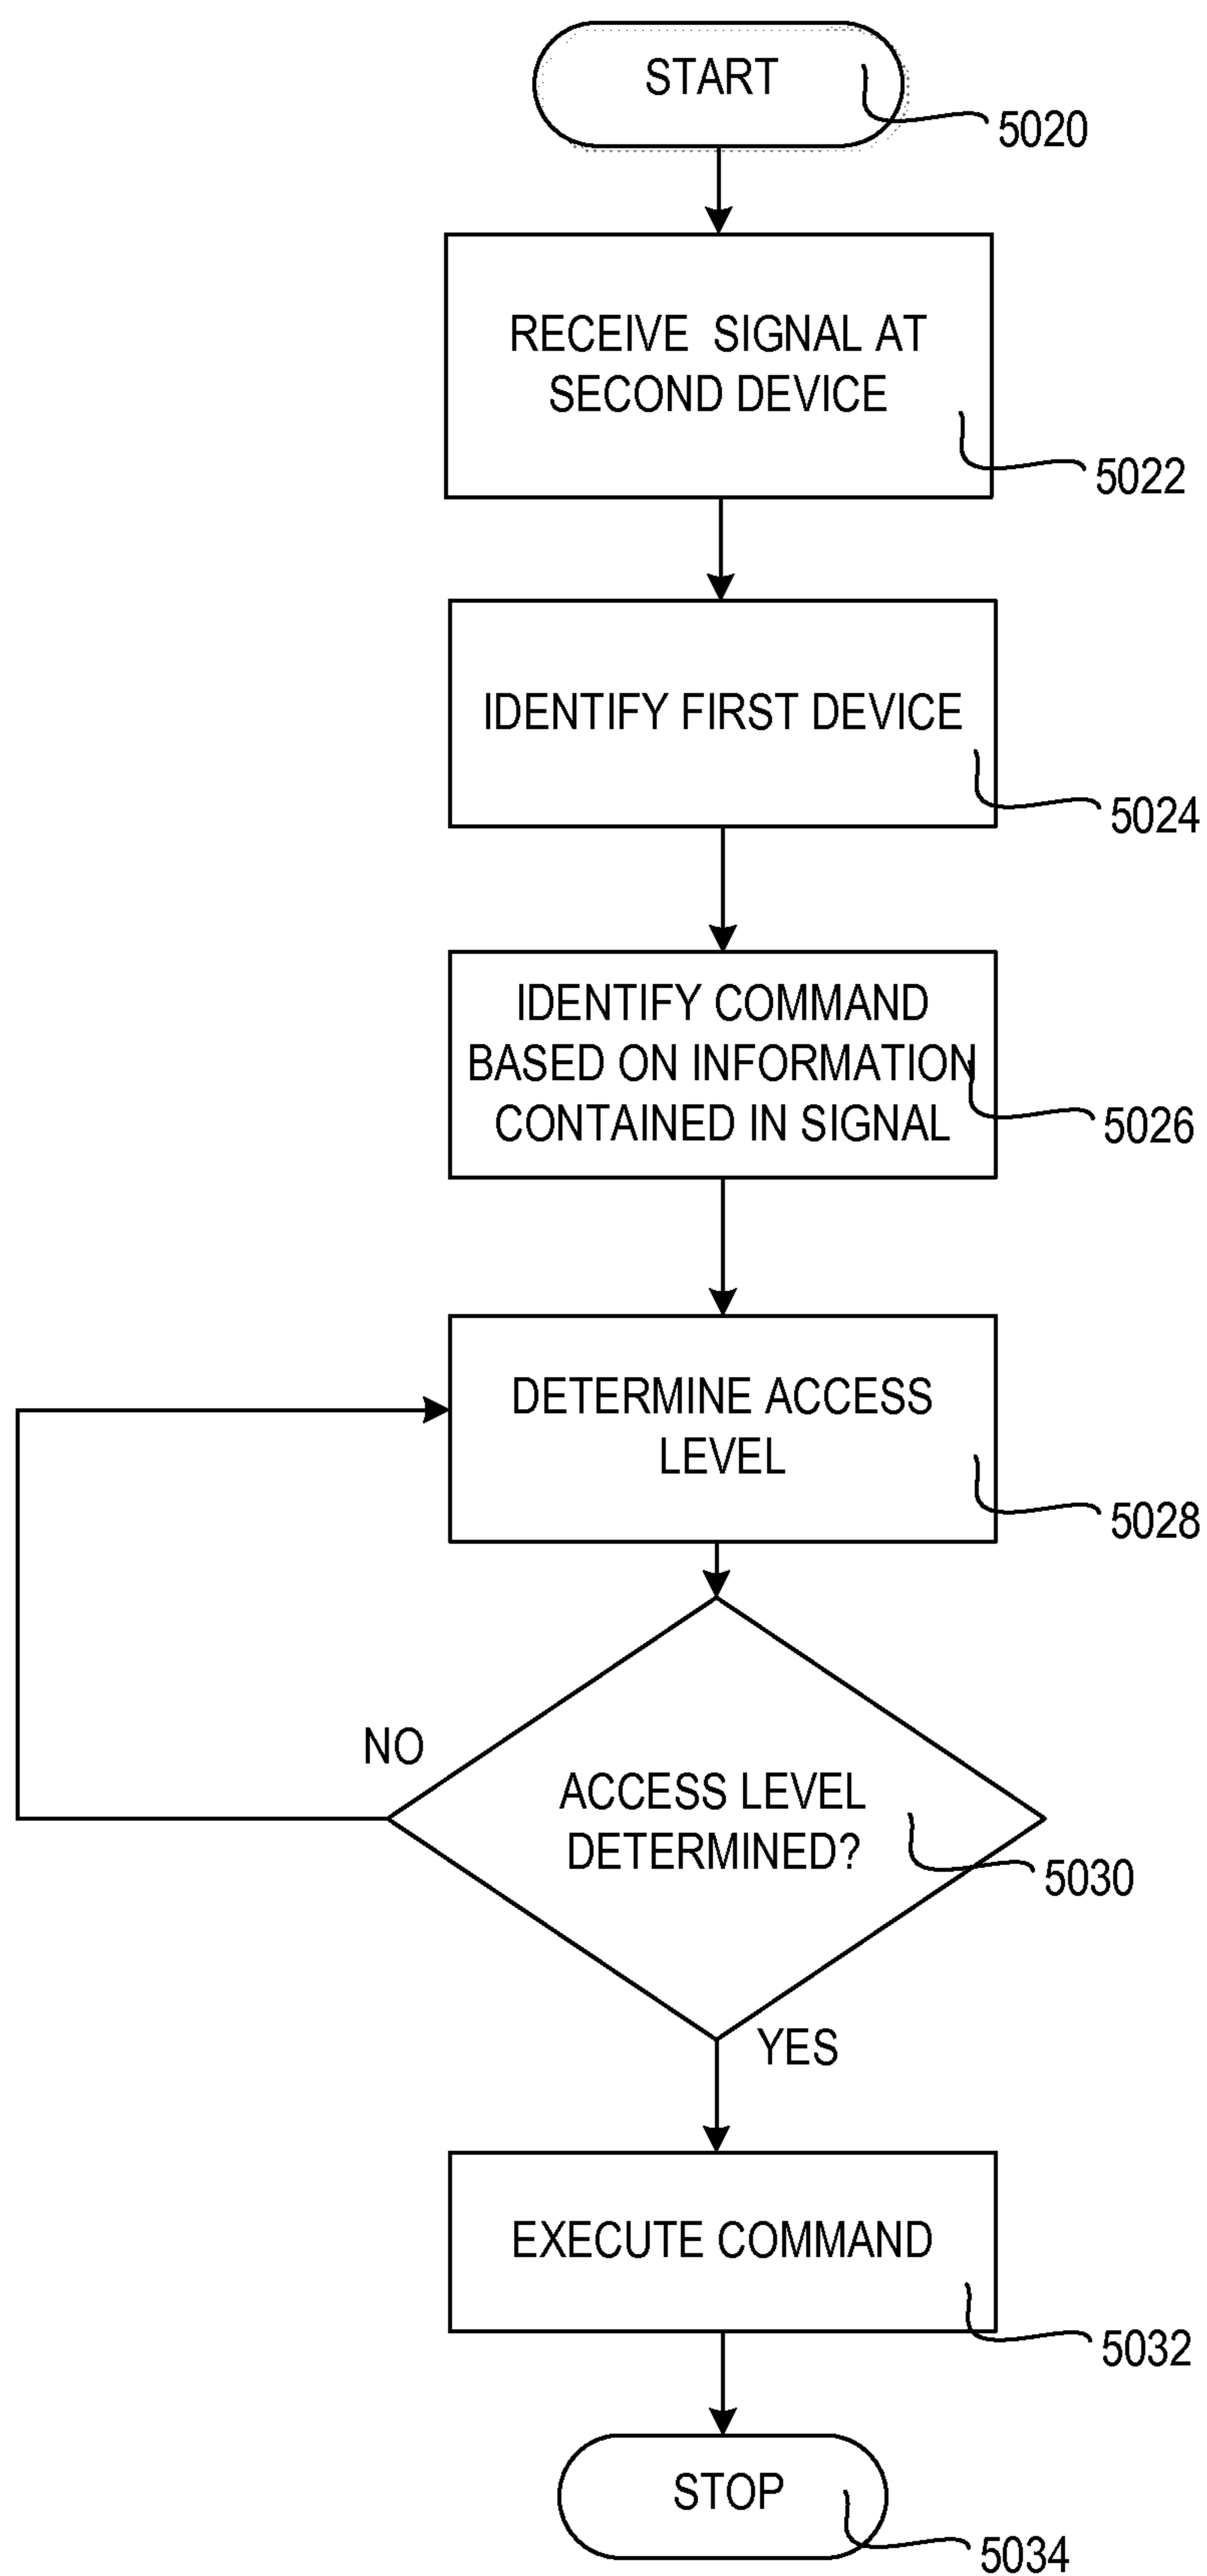 START
5020
RECEIVE SIGNAL AT
SECOND DEVICE
5022
IDENTIFY FIRST DEVICE
5024
IDENTIFY COMMAND
BASED ON INFORMATION
CONTAINED IN SIGNAL
5026
DETERMINE ACCESS
LEVEL
5028
NO
ACCESS LEVEL
DETERMINED?
5030
YES
EXECUTE COMMAND
5032
STOP
5034